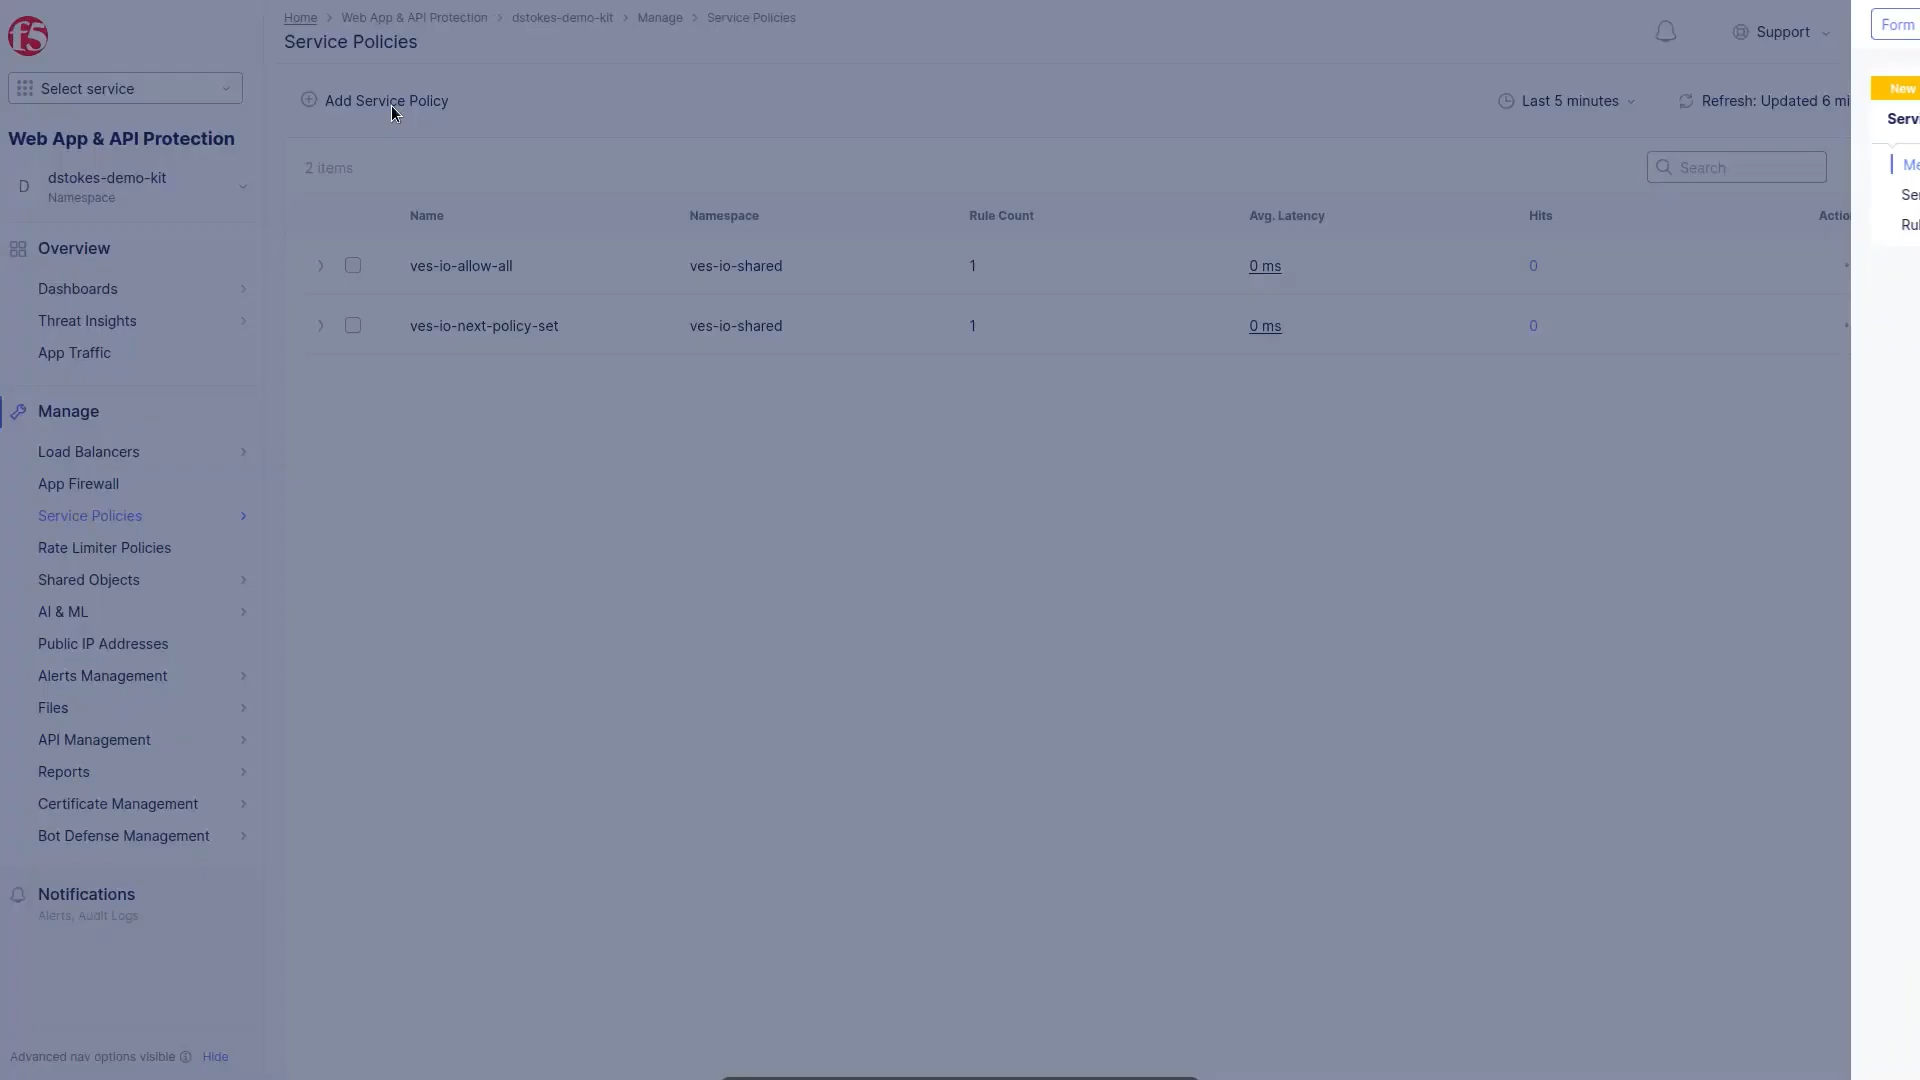 f5
Home > Web App & API Protection > dstokes-demo-kit > Manage > Service Policies
Service Policies
Support
Form
Select service
Add Service Policy
Last 5 minutes
Refresh: Updated 6 mi
New
Servi
Web App & API Protection
D
dstokes-demo-kit
Namespace
2 items
Search
Me
Ser
Rul
Name Namespace Rule Count Avg. Latency Hits Actio
ves-io-allow-all ves-io-shared 1 0 ms 0
ves-io-next-policy-set ves-io-shared 1 0 ms 0
Overview
Dashboards
Threat Insights
App Traffic
Manage
Load Balancers
App Firewall
Service Policies
Rate Limiter Policies
Shared Objects
AI & ML
Public IP Addresses
Alerts Management
Files
API Management
Reports
Certificate Management
Bot Defense Management
Notifications
Alerts, Audit Logs
Advanced nav options visible Hide